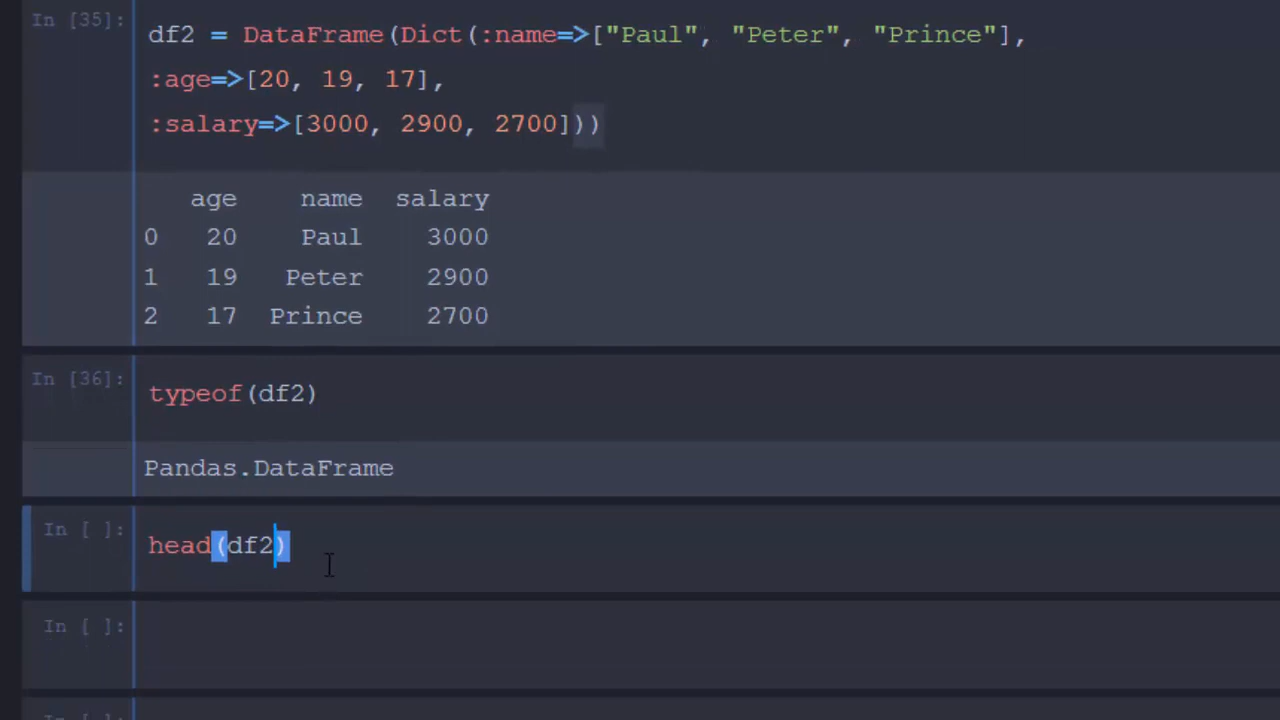 In [35]:
df2 = DataFrame(Dict(:name=>["Paul", "Peter", "Prince"],
:age=>[20, 19, 17],
:salary=>[3000, 2900, 2700]))
age name salary
0 20 Paul 3000
1 19 Peter 2900
2 17 Prince 2700
In [36]:
typeof(df2)
Pandas.DataFrame
In [ ]:
head(df2)
In [ ]:
In [ ]: